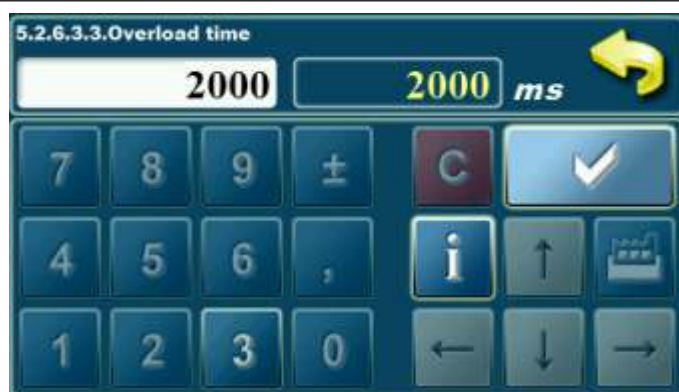 5.2.6.3.3.Overload time
2000 2000 ms
7 8 9 ± C
4 5 6 , i ↑
1 2 3 0 ← ↓ →